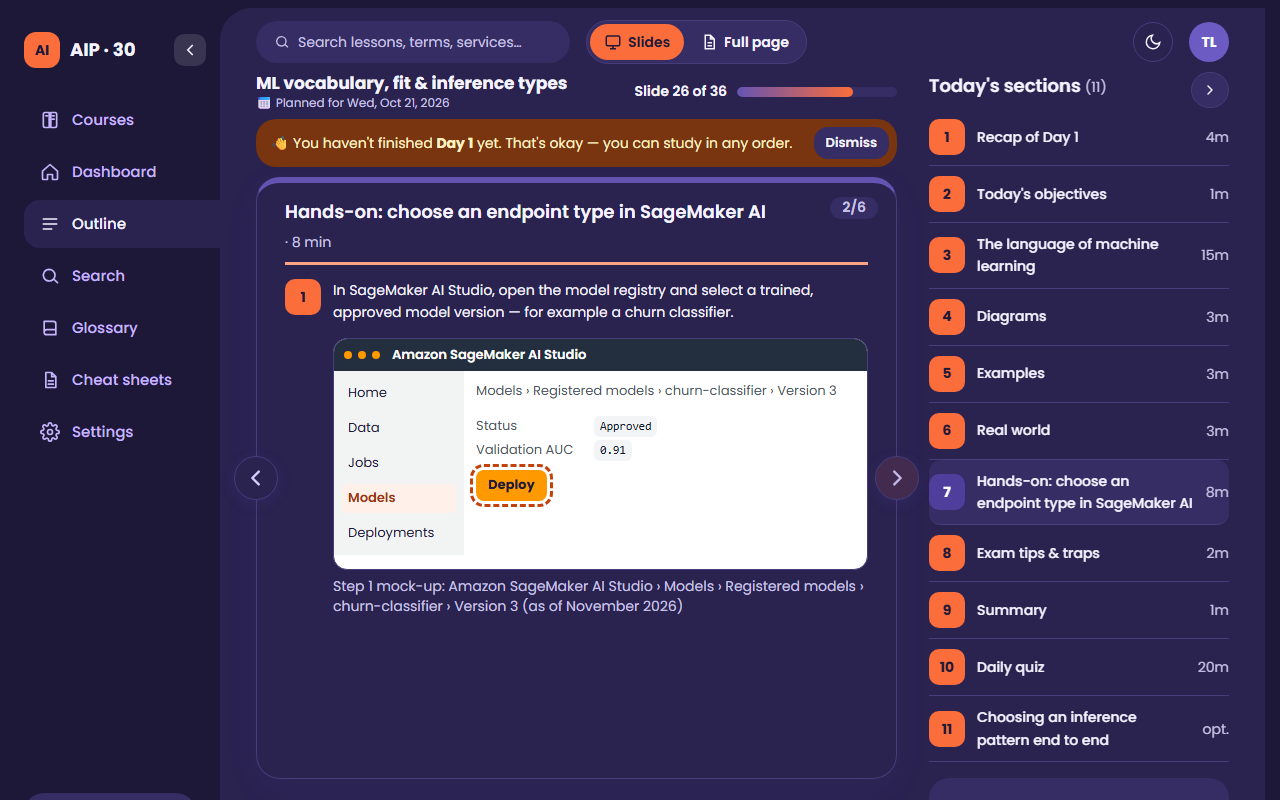 AI AIP · 30
Courses
Dashboard
Outline
Search
Glossary
Cheat sheets
Settings
Search lessons, terms, services…
Slides
Full page
TL
ML vocabulary, fit & inference types
Planned for Wed, Oct 21, 2026
Slide 26 of 36
👋 You haven't finished Day 1 yet. That's okay — you can study in any order.
Dismiss
Hands-on: choose an endpoint type in SageMaker AI
2/6
· 8 min
1
In SageMaker AI Studio, open the model registry and select a trained,
approved model version — for example a churn classifier.
Amazon SageMaker AI Studio
Home
Data
Jobs
Models
Deployments
Models › Registered models › churn-classifier › Version 3
Status Approved
Validation AUC 0.91
Deploy
Step 1 mock-up: Amazon SageMaker AI Studio › Models › Registered models ›
churn-classifier › Version 3 (as of November 2026)
Today's sections (11)
1 Recap of Day 1 4m
2 Today's objectives 1m
3 The language of machine
learning 15m
4 Diagrams 3m
5 Examples 3m
6 Real world 3m
7 Hands-on: choose an
endpoint type in SageMaker AI 8m
8 Exam tips & traps 2m
9 Summary 1m
10 Daily quiz 20m
11 Choosing an inference
pattern end to end opt.